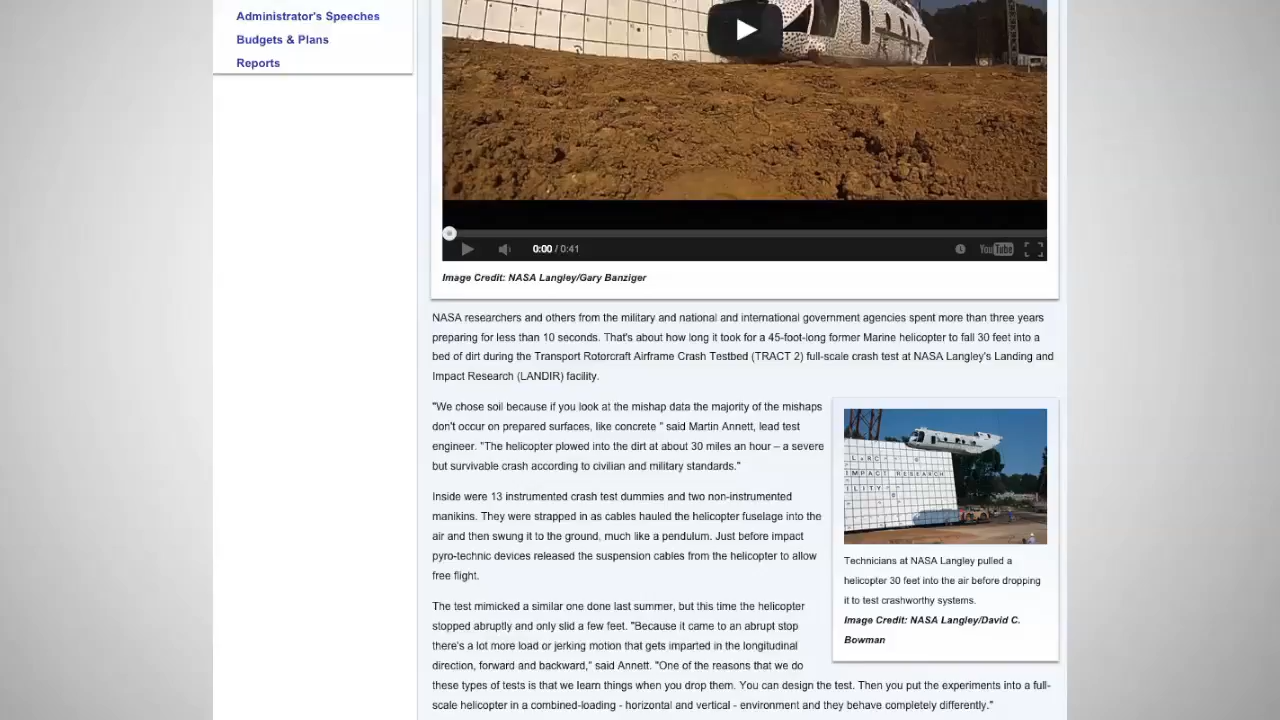 Administrator's Speeches
Budgets & Plans
Reports
0:00 / 0:41
YouTube
Image Credit: NASA Langley/Gary Banziger
NASA researchers and others from the military and national and international government agencies spent more than three years
preparing for less than 10 seconds. That's about how long it took for a 45-foot-long former Marine helicopter to fall 30 feet into a
bed of dirt during the Transport Rotorcraft Airframe Crash Testbed (TRACT 2) full-scale crash test at NASA Langley's Landing and
Impact Research (LANDIR) facility.
"We chose soil because if you look at the mishap data the majority of the mishaps
don't occur on prepared surfaces, like concrete " said Martin Annett, lead test
engineer. "The helicopter plowed into the dirt at about 30 miles an hour – a severe
but survivable crash according to civilian and military standards."
Inside were 13 instrumented crash test dummies and two non-instrumented
manikins. They were strapped in as cables hauled the helicopter fuselage into the
air and then swung it to the ground, much like a pendulum. Just before impact
pyro-technic devices released the suspension cables from the helicopter to allow
free flight.
The test mimicked a similar one done last summer, but this time the helicopter
stopped abruptly and only slid a few feet. "Because it came to an abrupt stop
there's a lot more load or jerking motion that gets imparted in the longitudinal
direction, forward and backward," said Annett. "One of the reasons that we do
these types of tests is that we learn things when you drop them. You can design the test. Then you put the experiments into a full-
scale helicopter in a combined-loading - horizontal and vertical - environment and they behave completely differently."
IMPACT RESEARCH
ILITY
Technicians at NASA Langley pulled a
helicopter 30 feet into the air before dropping
it to test crashworthy systems.
Image Credit: NASA Langley/David C.
Bowman